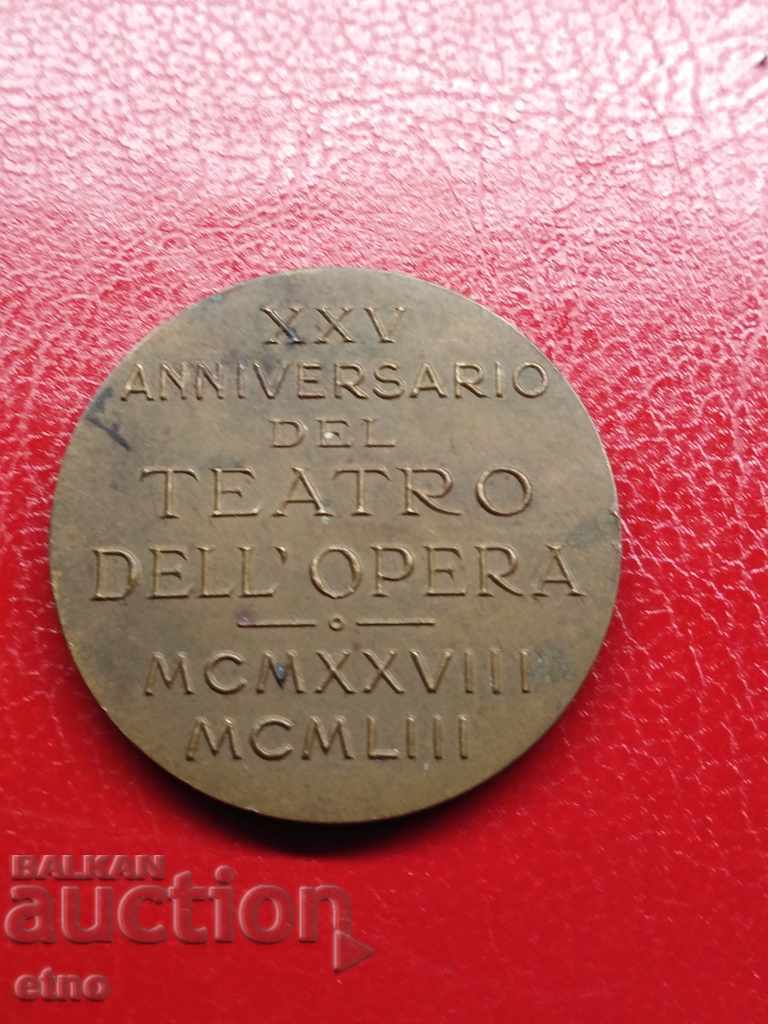 XXV
ANNIVERSARIO
DEL
TEATRO
DELL'OPERA
MCMXXVIII
MCMLIII
BALKAN
auction
etno